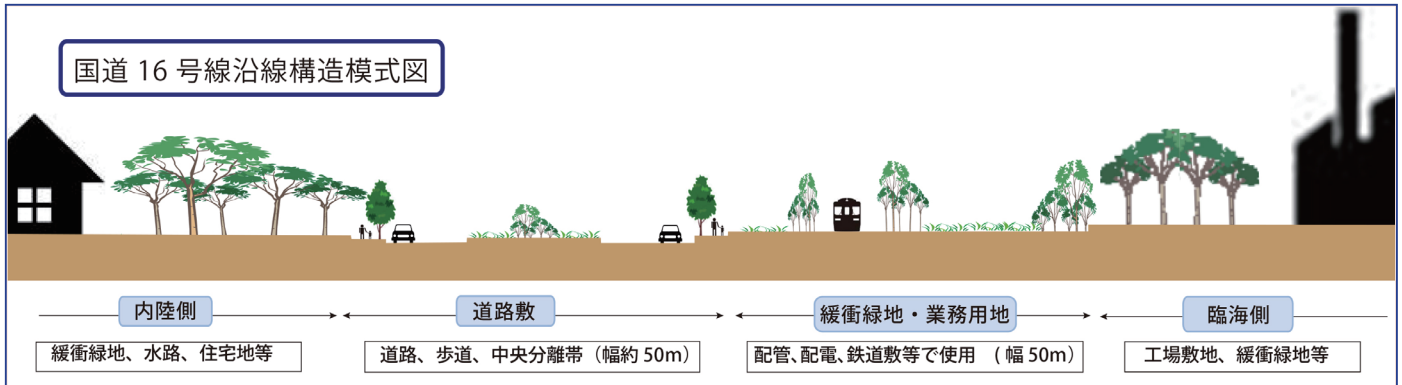 国道 16 号線沿線構造模式図
内陸側
道路敷
緩衝緑地・業務用地
臨海側
緩衝緑地、水路、住宅地等
道路、歩道、中央分離帯（幅約 50m）
配管、配電、鉄道敷等で使用 ( 幅 50m）
工場敷地、緩衝緑地等